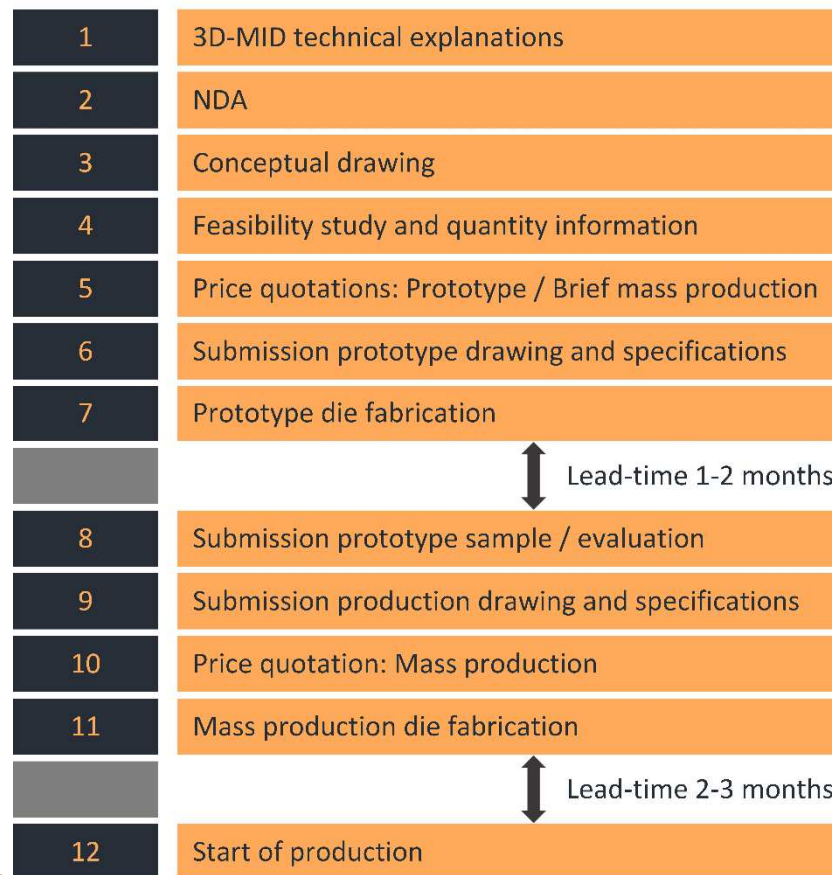 1 3D-MID technical explanations
2 NDA
3 Conceptual drawing
4 Feasibility study and quantity information
5 Price quotations: Prototype / Brief mass production
6 Submission prototype drawing and specifications
7 Prototype die fabrication
Lead-time 1-2 months
8 Submission prototype sample / evaluation
9 Submission production drawing and specifications
10 Price quotation: Mass production
11 Mass production die fabrication
Lead-time 2-3 months
12 Start of production